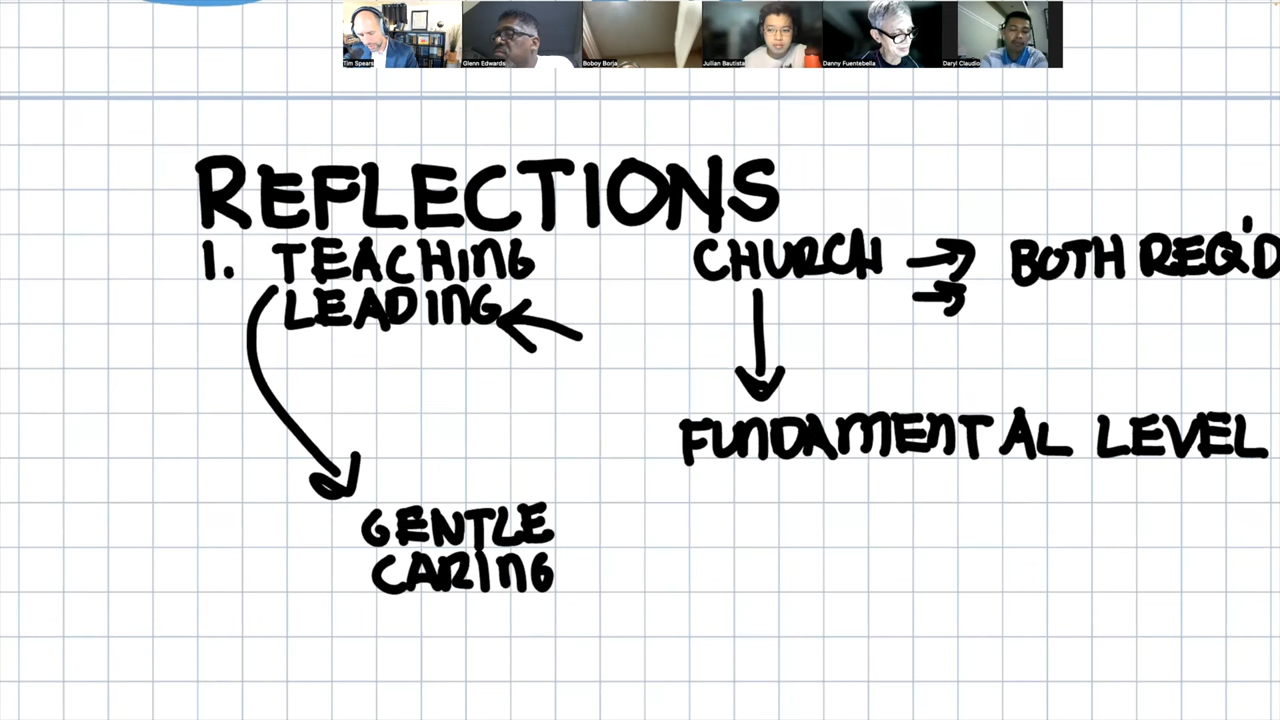 Tim Spears
Glenn Edwards
Boboy Borja
Julian Bautista
Danny Fuentebella
Daryl Claudio
REFLECTIONS
1. TEACHING
LEADING
CHURCH → BOTH REQ'D
→
FUNDAMENTAL LEVEL
GENTLE
CARING